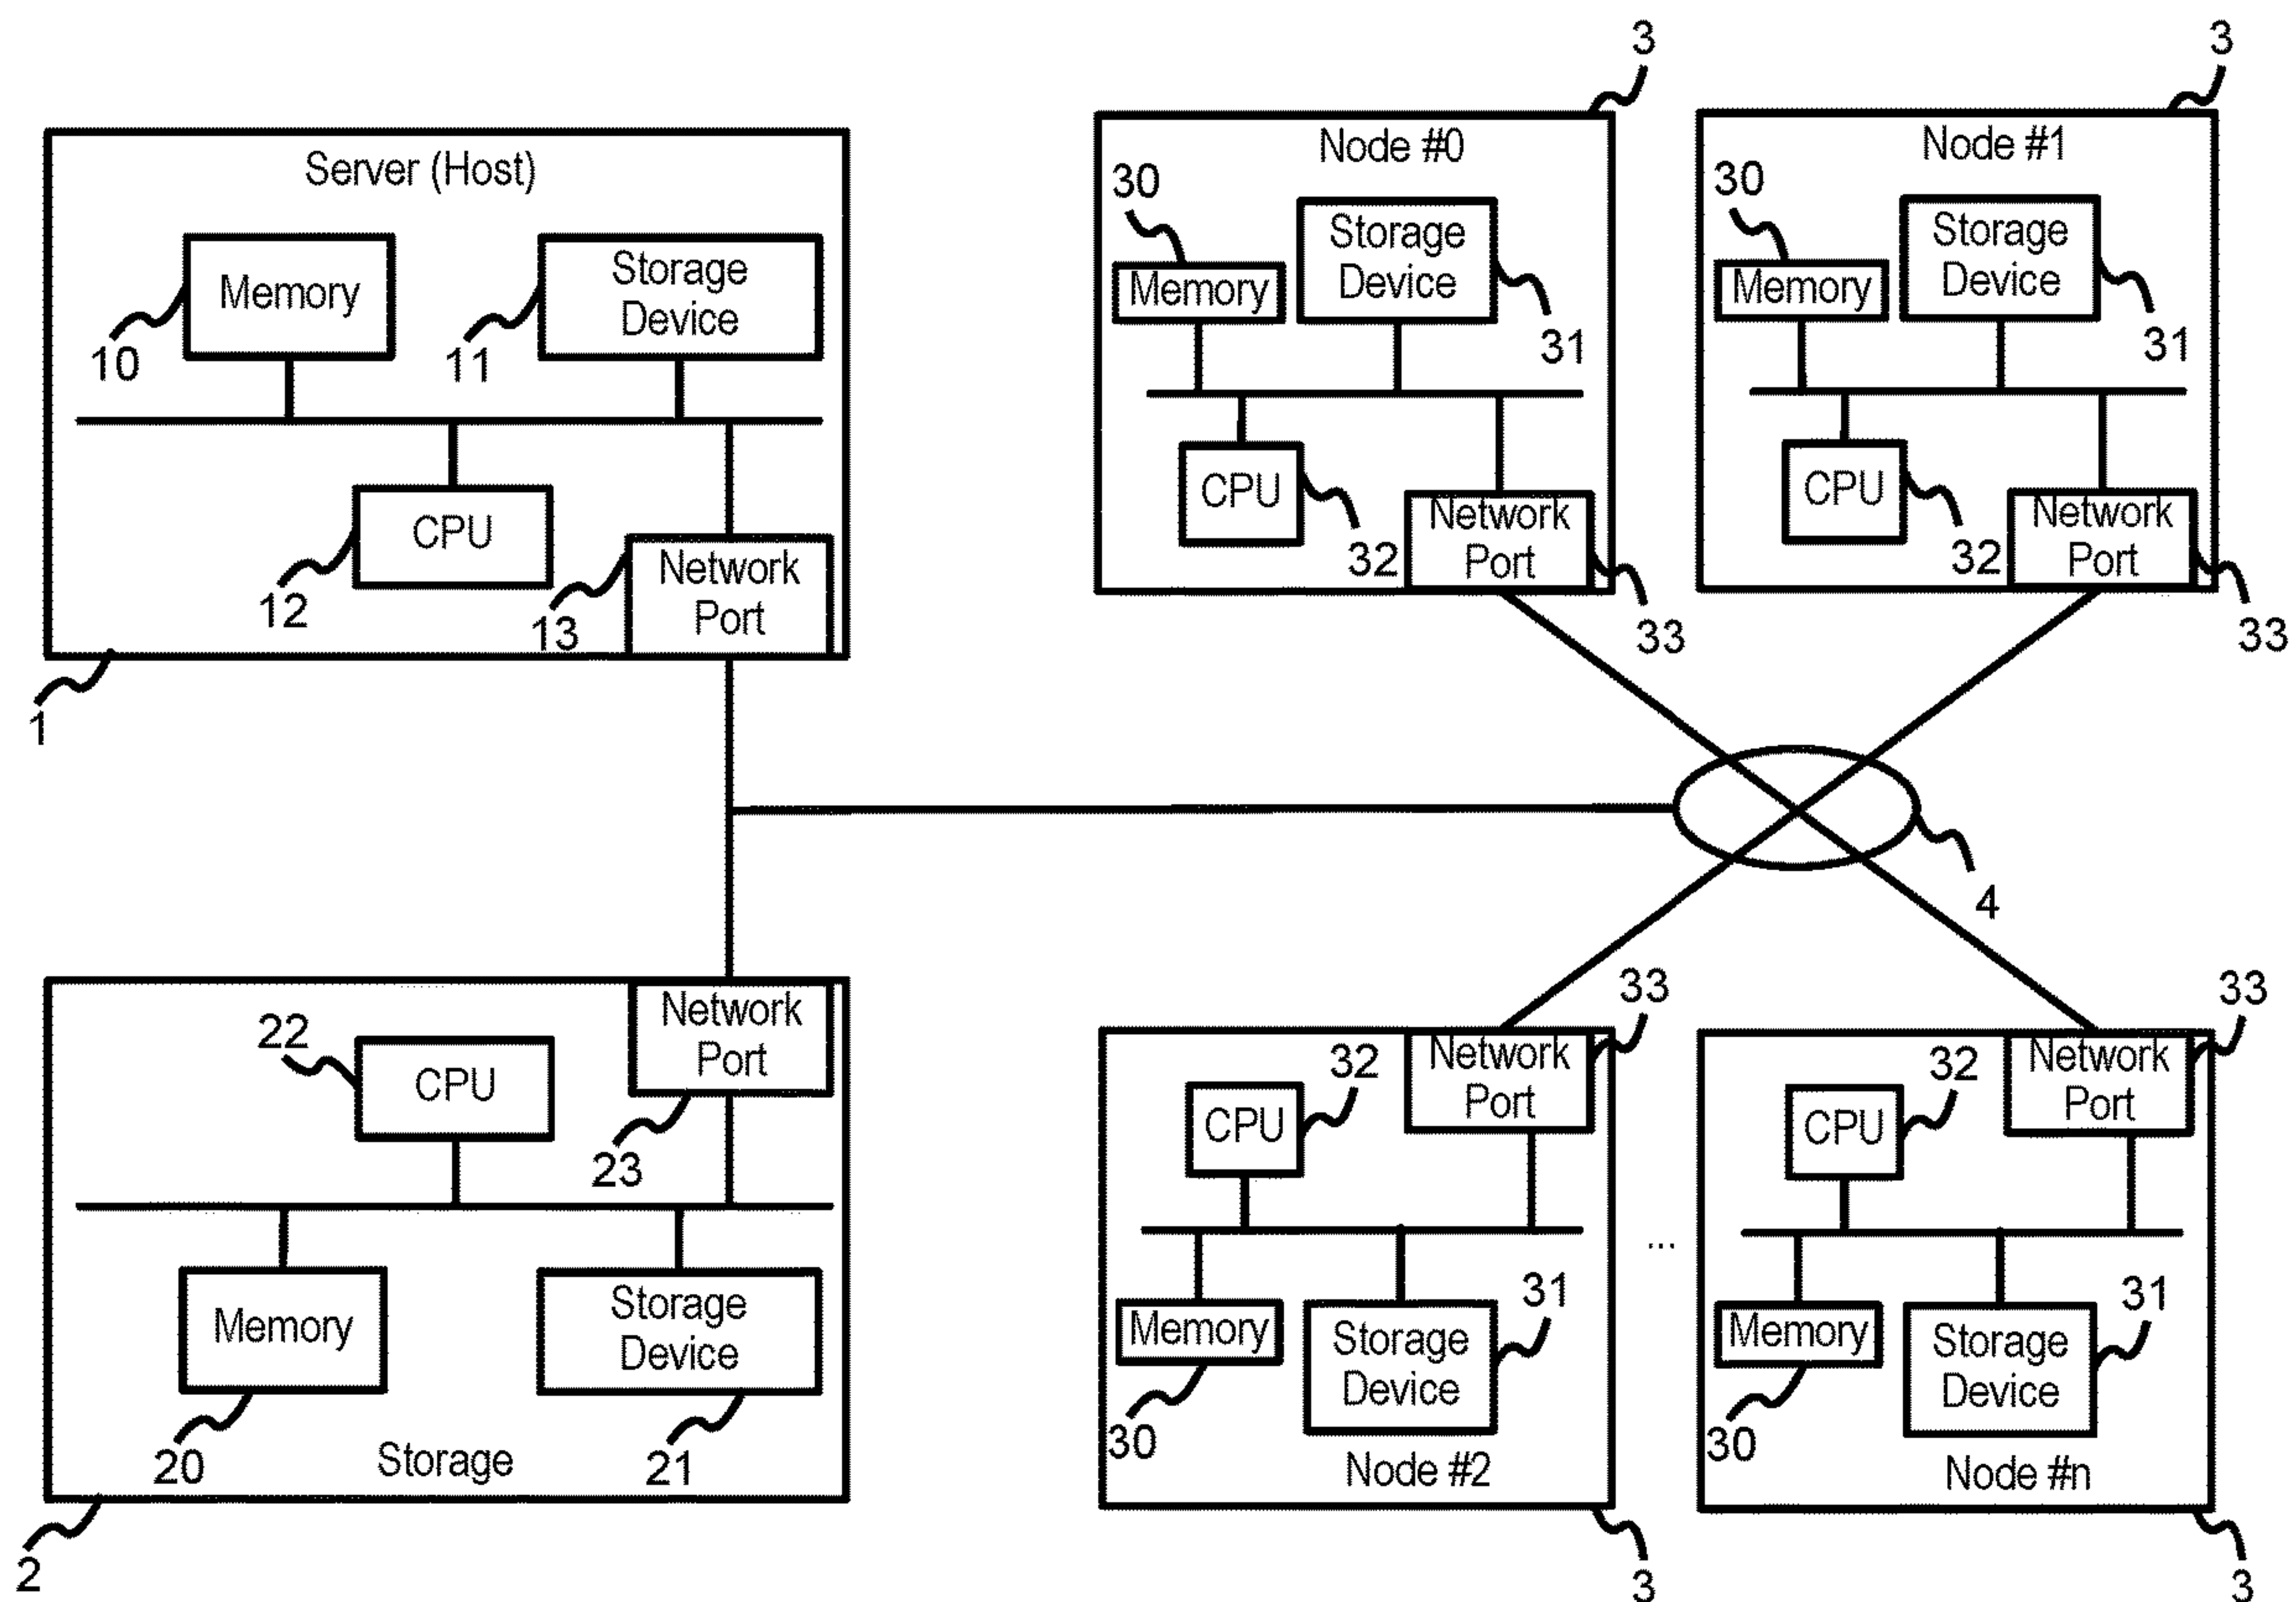 Server (Host)
Memory
Storage
Device
10
11
CPU
12
Network
Port
13
1
3
Node #0
30
Memory
Storage
Device
31
CPU
32
Network
Port
33
3
Node #1
30
Memory
Storage
Device
31
CPU
32
Network
Port
33
4
22
CPU
Network
Port
23
Memory
Storage
Device
20
Storage
21
2
33
32
CPU
Network
Port
31
Memory
Storage
Device
30
Node #2
3
...
33
32
CPU
Network
Port
31
Memory
Storage
Device
30
Node #n
3